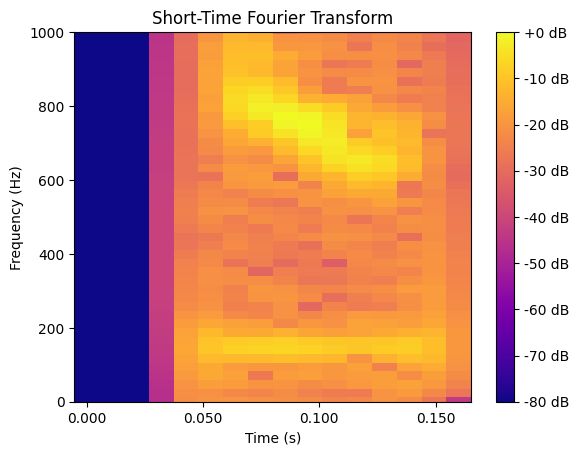 Short-Time Fourier Transform
1000
800
600
400
200
0
Frequency (Hz)
0.000
0.050
0.100
0.150
Time (s)
+0 dB
-10 dB
-20 dB
-30 dB
-40 dB
-50 dB
-60 dB
-70 dB
-80 dB